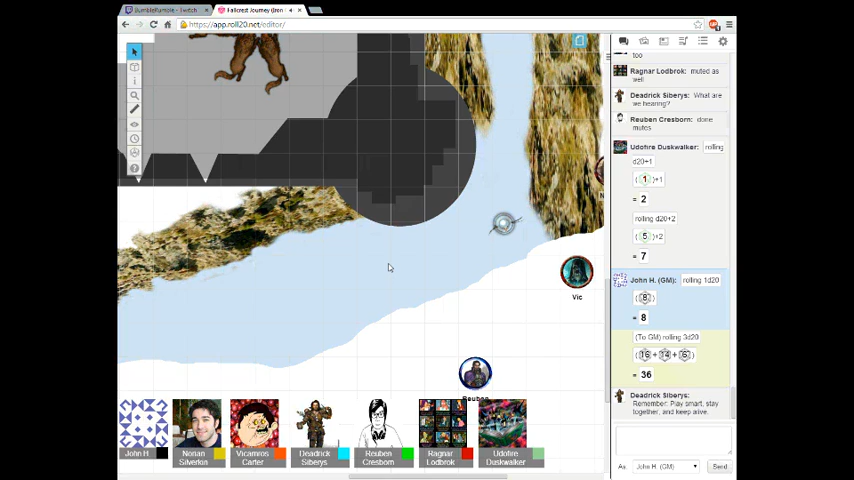 BumbleRumble - Twitch
Fallcrest Journey (Iron
https://app.roll20.net/editor/
too
Ragnar Lodbrok: muted as
well
Deadrick Siberys: What are
we hearing?
Reuben Cresborn: done
mutes
Udofire Duskwalker: rolling
d20+1
(1)+1
= 2
rolling d20+2
(5)+2
= 7
John H. (GM): rolling 1d20
(8)
= 8
(To GM) rolling 3d20
(16+14+6)
= 36
Deadrick Siberys:
Remember: Play smart, stay
together, and keep alive.
Vic
Reuben
John H.
Norian
Silverkin
Vicamros
Carter
Deadrick
Siberys
Reuben
Cresborn
Ragnar
Lodbrok
Udofire
Duskwalker
As: John H. (GM)
Send